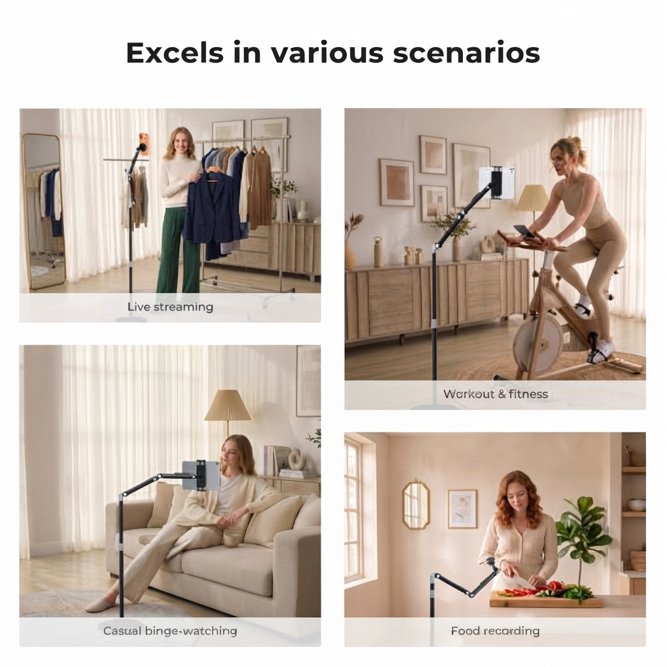 Excels in various scenarios
Live streaming
Workout & fitness
Casual binge-watching
Food recording